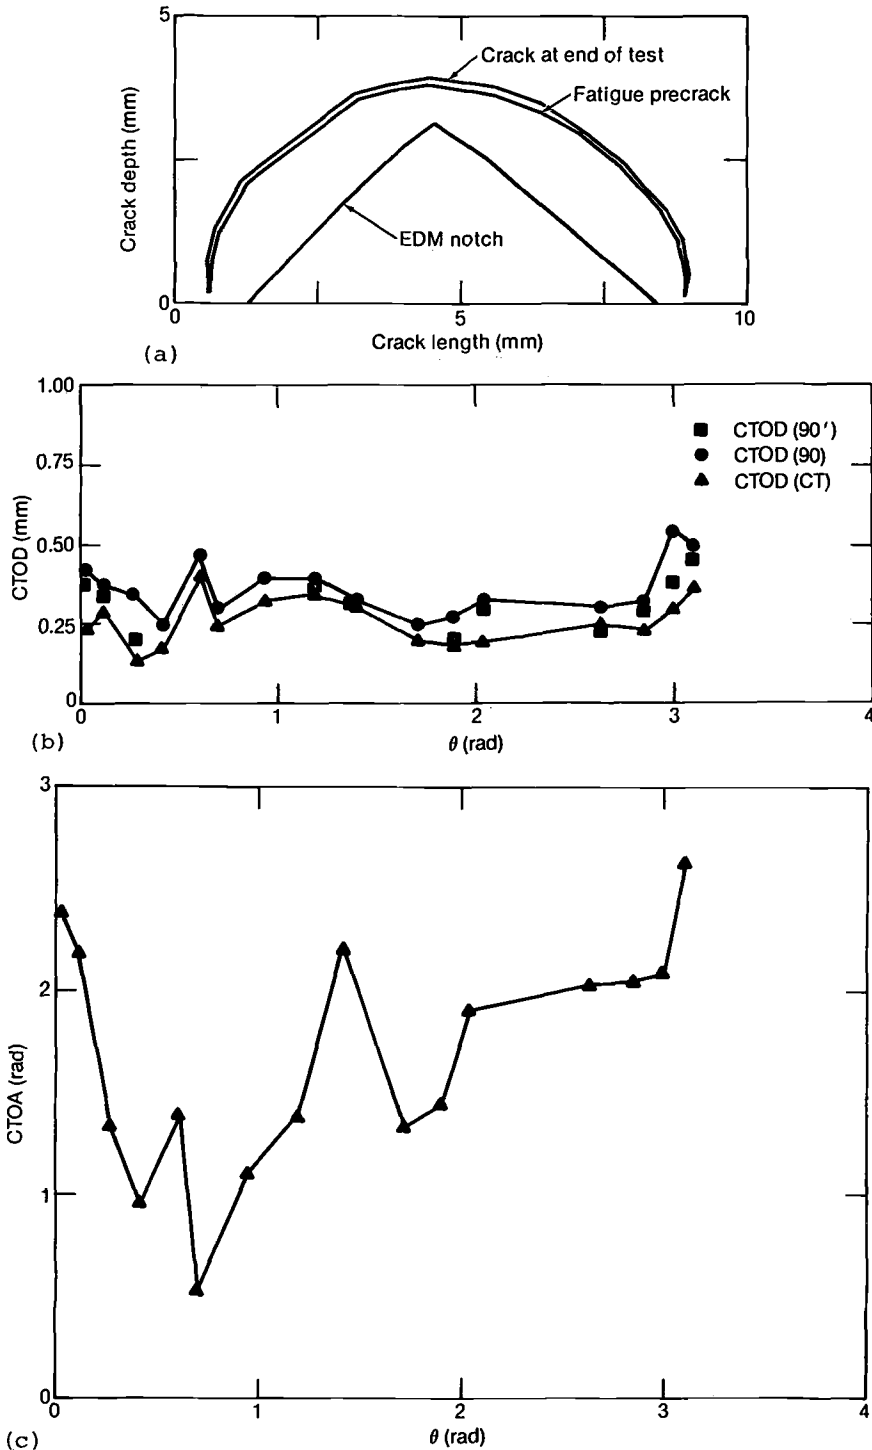 5
Crack at end of test
Fatigue precrack
Crack depth (mm)
EDM notch
0
0
5
10
Crack length (mm)
(a)
1.00
CTOD (90')
CTOD (90)
CTOD (CT)
0.75
CTOD (mm)
0.50
0.25
0
0
1
2
3
4
θ (rad)
(b)
3
2
CTOA (rad)
1
0
0
1
2
3
4
θ (rad)
(c)